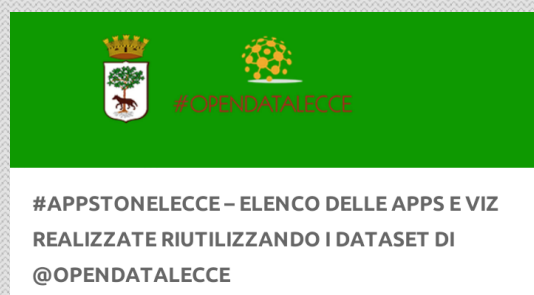 #OPENDATALECCE
#APPSTONELECCE – ELENCO DELLE APPS E VIZ
REALIZZATE RIUTILIZZANDO I DATASET DI
@OPENDATALECCE